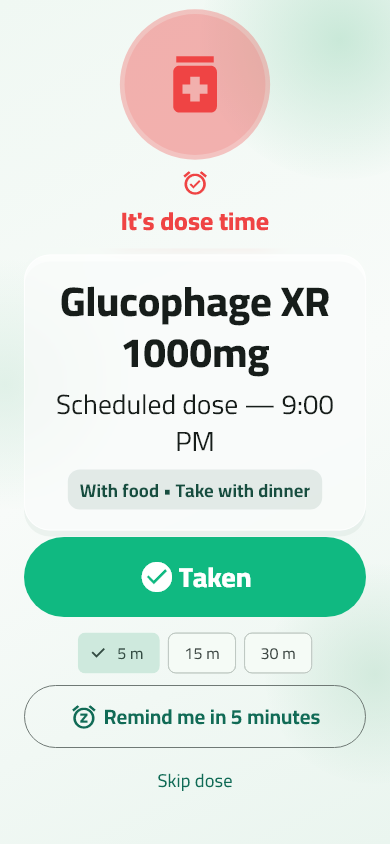 It's dose time
Glucophage XR
1000mg
Scheduled dose — 9:00
PM
With food • Take with dinner
Taken
5 m
15 m
30 m
Remind me in 5 minutes
Skip dose